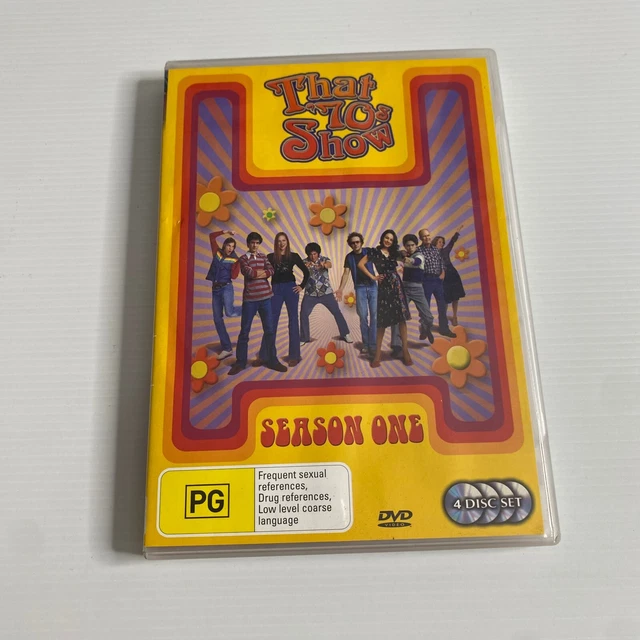 That
'70s
Show
SEASON ONE
PG
Frequent sexual
references,
Drug references,
Low level coarse
language
DVD
VIDEO
4 DISC SET